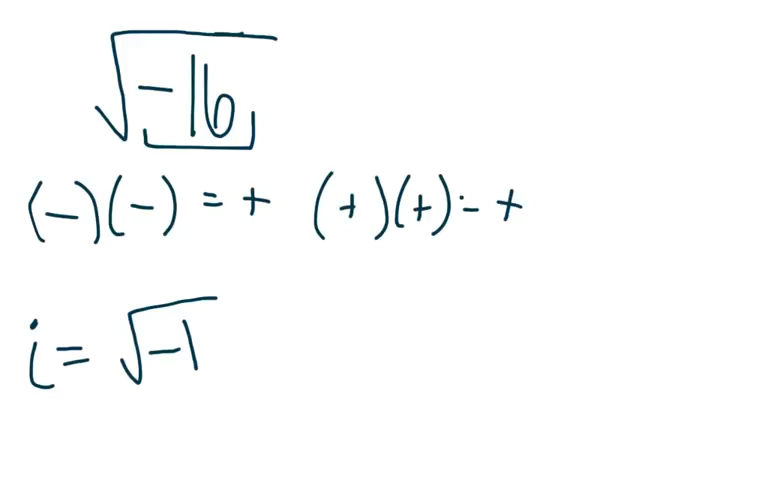 √-16
(-)(-) = + (+)(+) = +
i = √-1